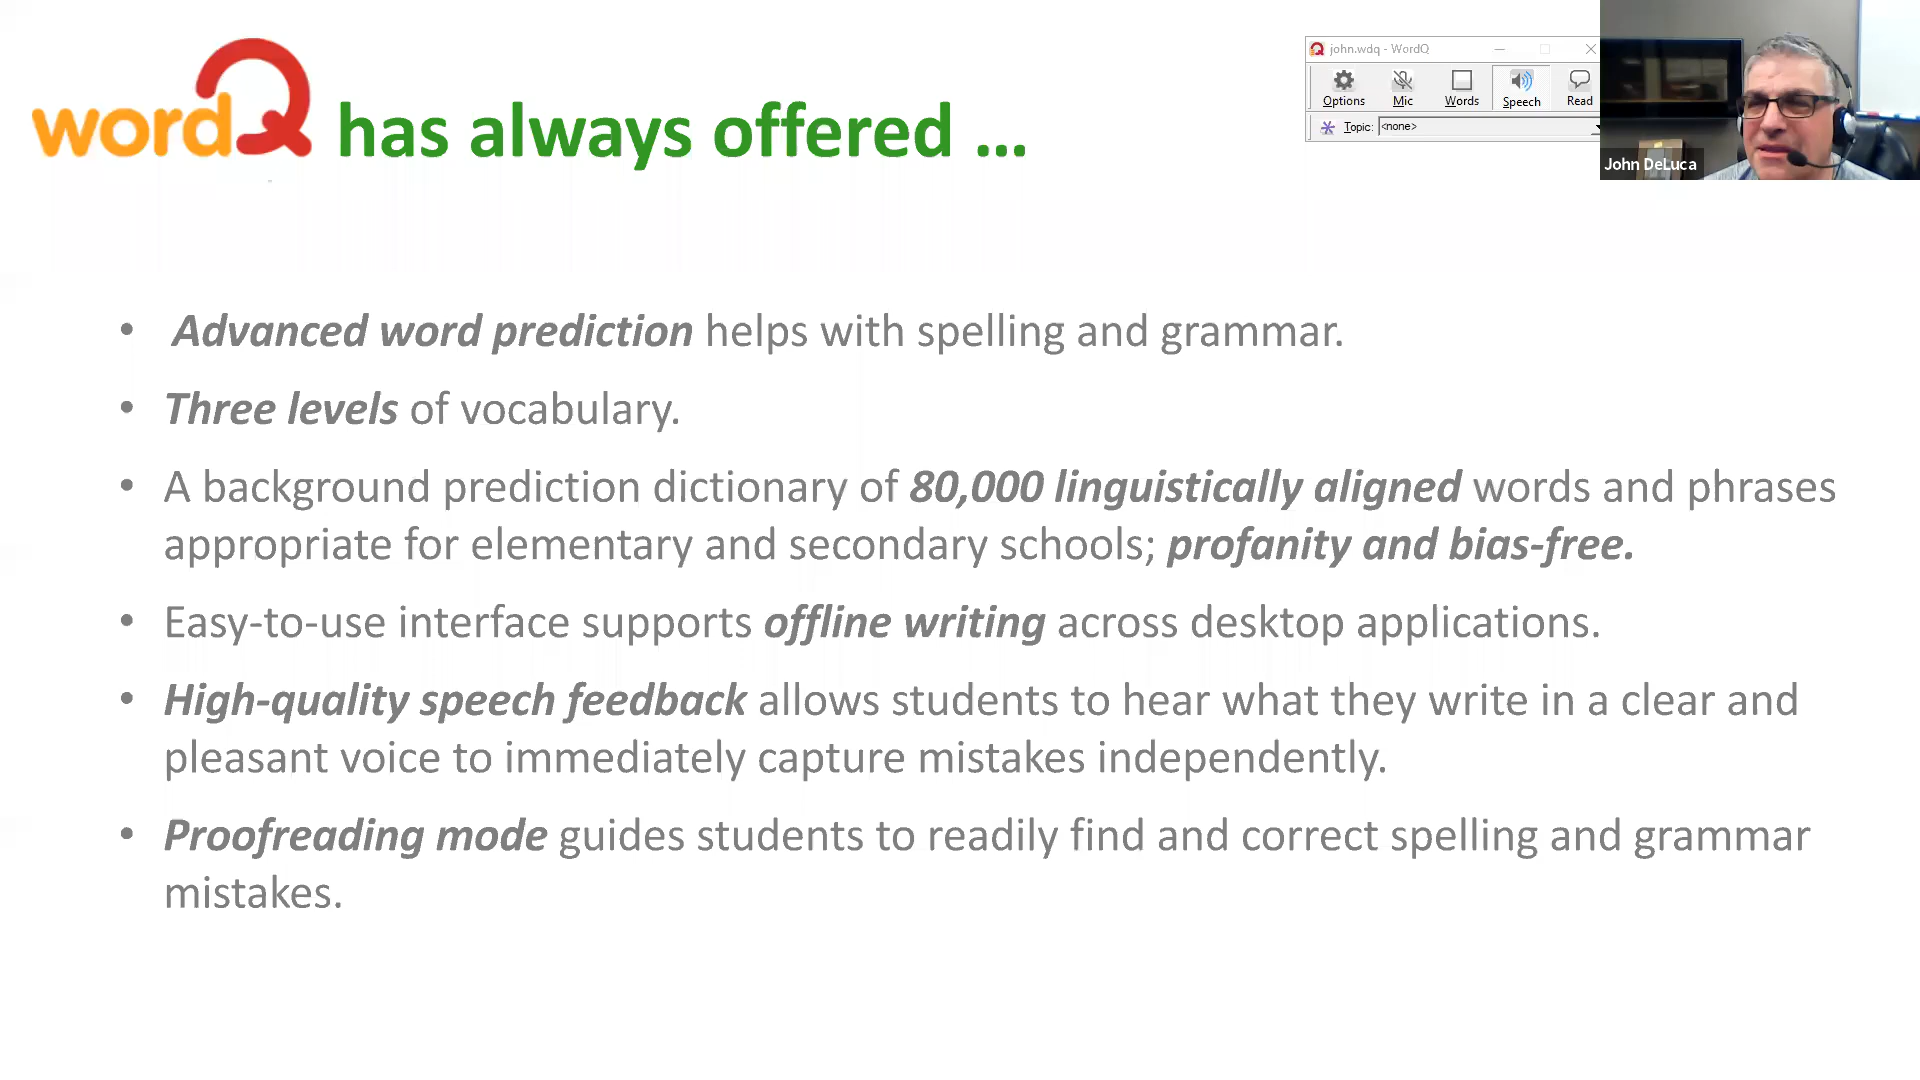 wordQ has always offered ...
john.wdq - WordQ
Options Mic Words Speech Read
Topic: <none>
John DeLuca
• Advanced word prediction helps with spelling and grammar.
• Three levels of vocabulary.
• A background prediction dictionary of 80,000 linguistically aligned words and phrases
appropriate for elementary and secondary schools; profanity and bias-free.
• Easy-to-use interface supports offline writing across desktop applications.
• High-quality speech feedback allows students to hear what they write in a clear and
pleasant voice to immediately capture mistakes independently.
• Proofreading mode guides students to readily find and correct spelling and grammar
mistakes.